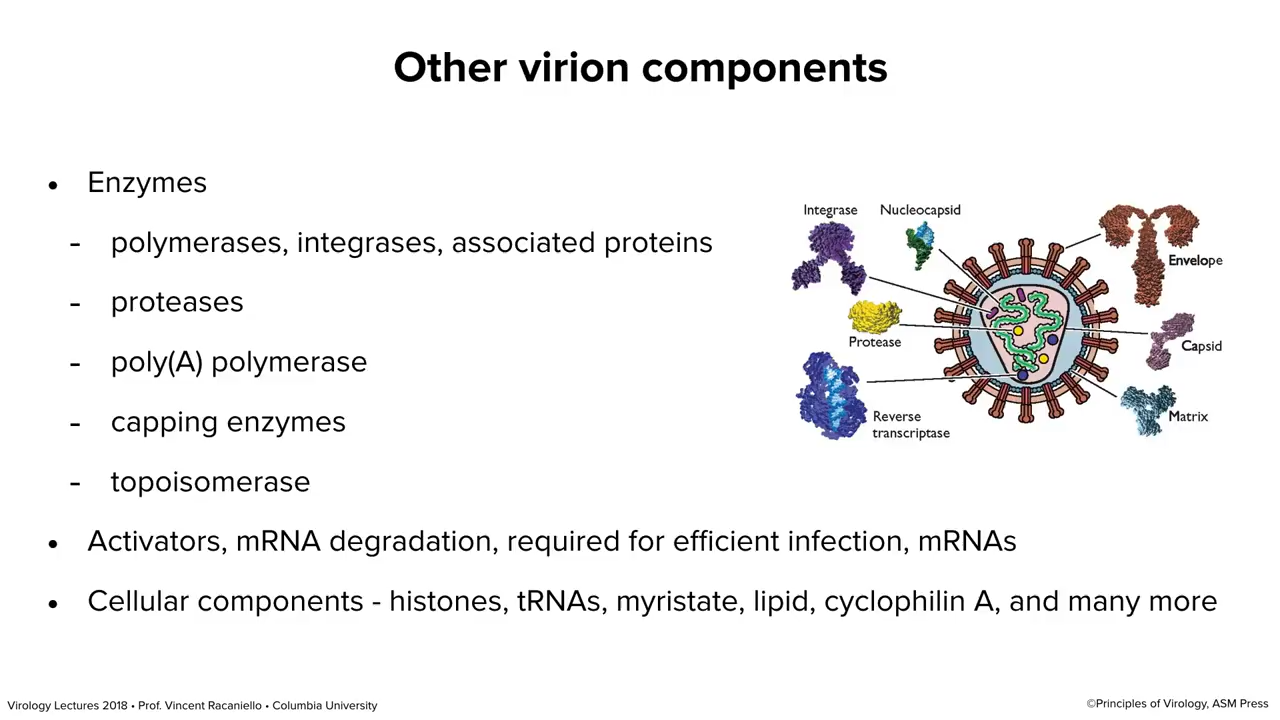 Other virion components
• Enzymes
- polymerases, integrases, associated proteins
- proteases
- poly(A) polymerase
- capping enzymes
- topoisomerase
• Activators, mRNA degradation, required for efficient infection, mRNAs
• Cellular components - histones, tRNAs, myristate, lipid, cyclophilin A, and many more
Integrase
Nucleocapsid
Envelope
Protease
Capsid
Reverse
transcriptase
Matrix
Virology Lectures 2018 • Prof. Vincent Racaniello • Columbia University
©Principles of Virology, ASM Press